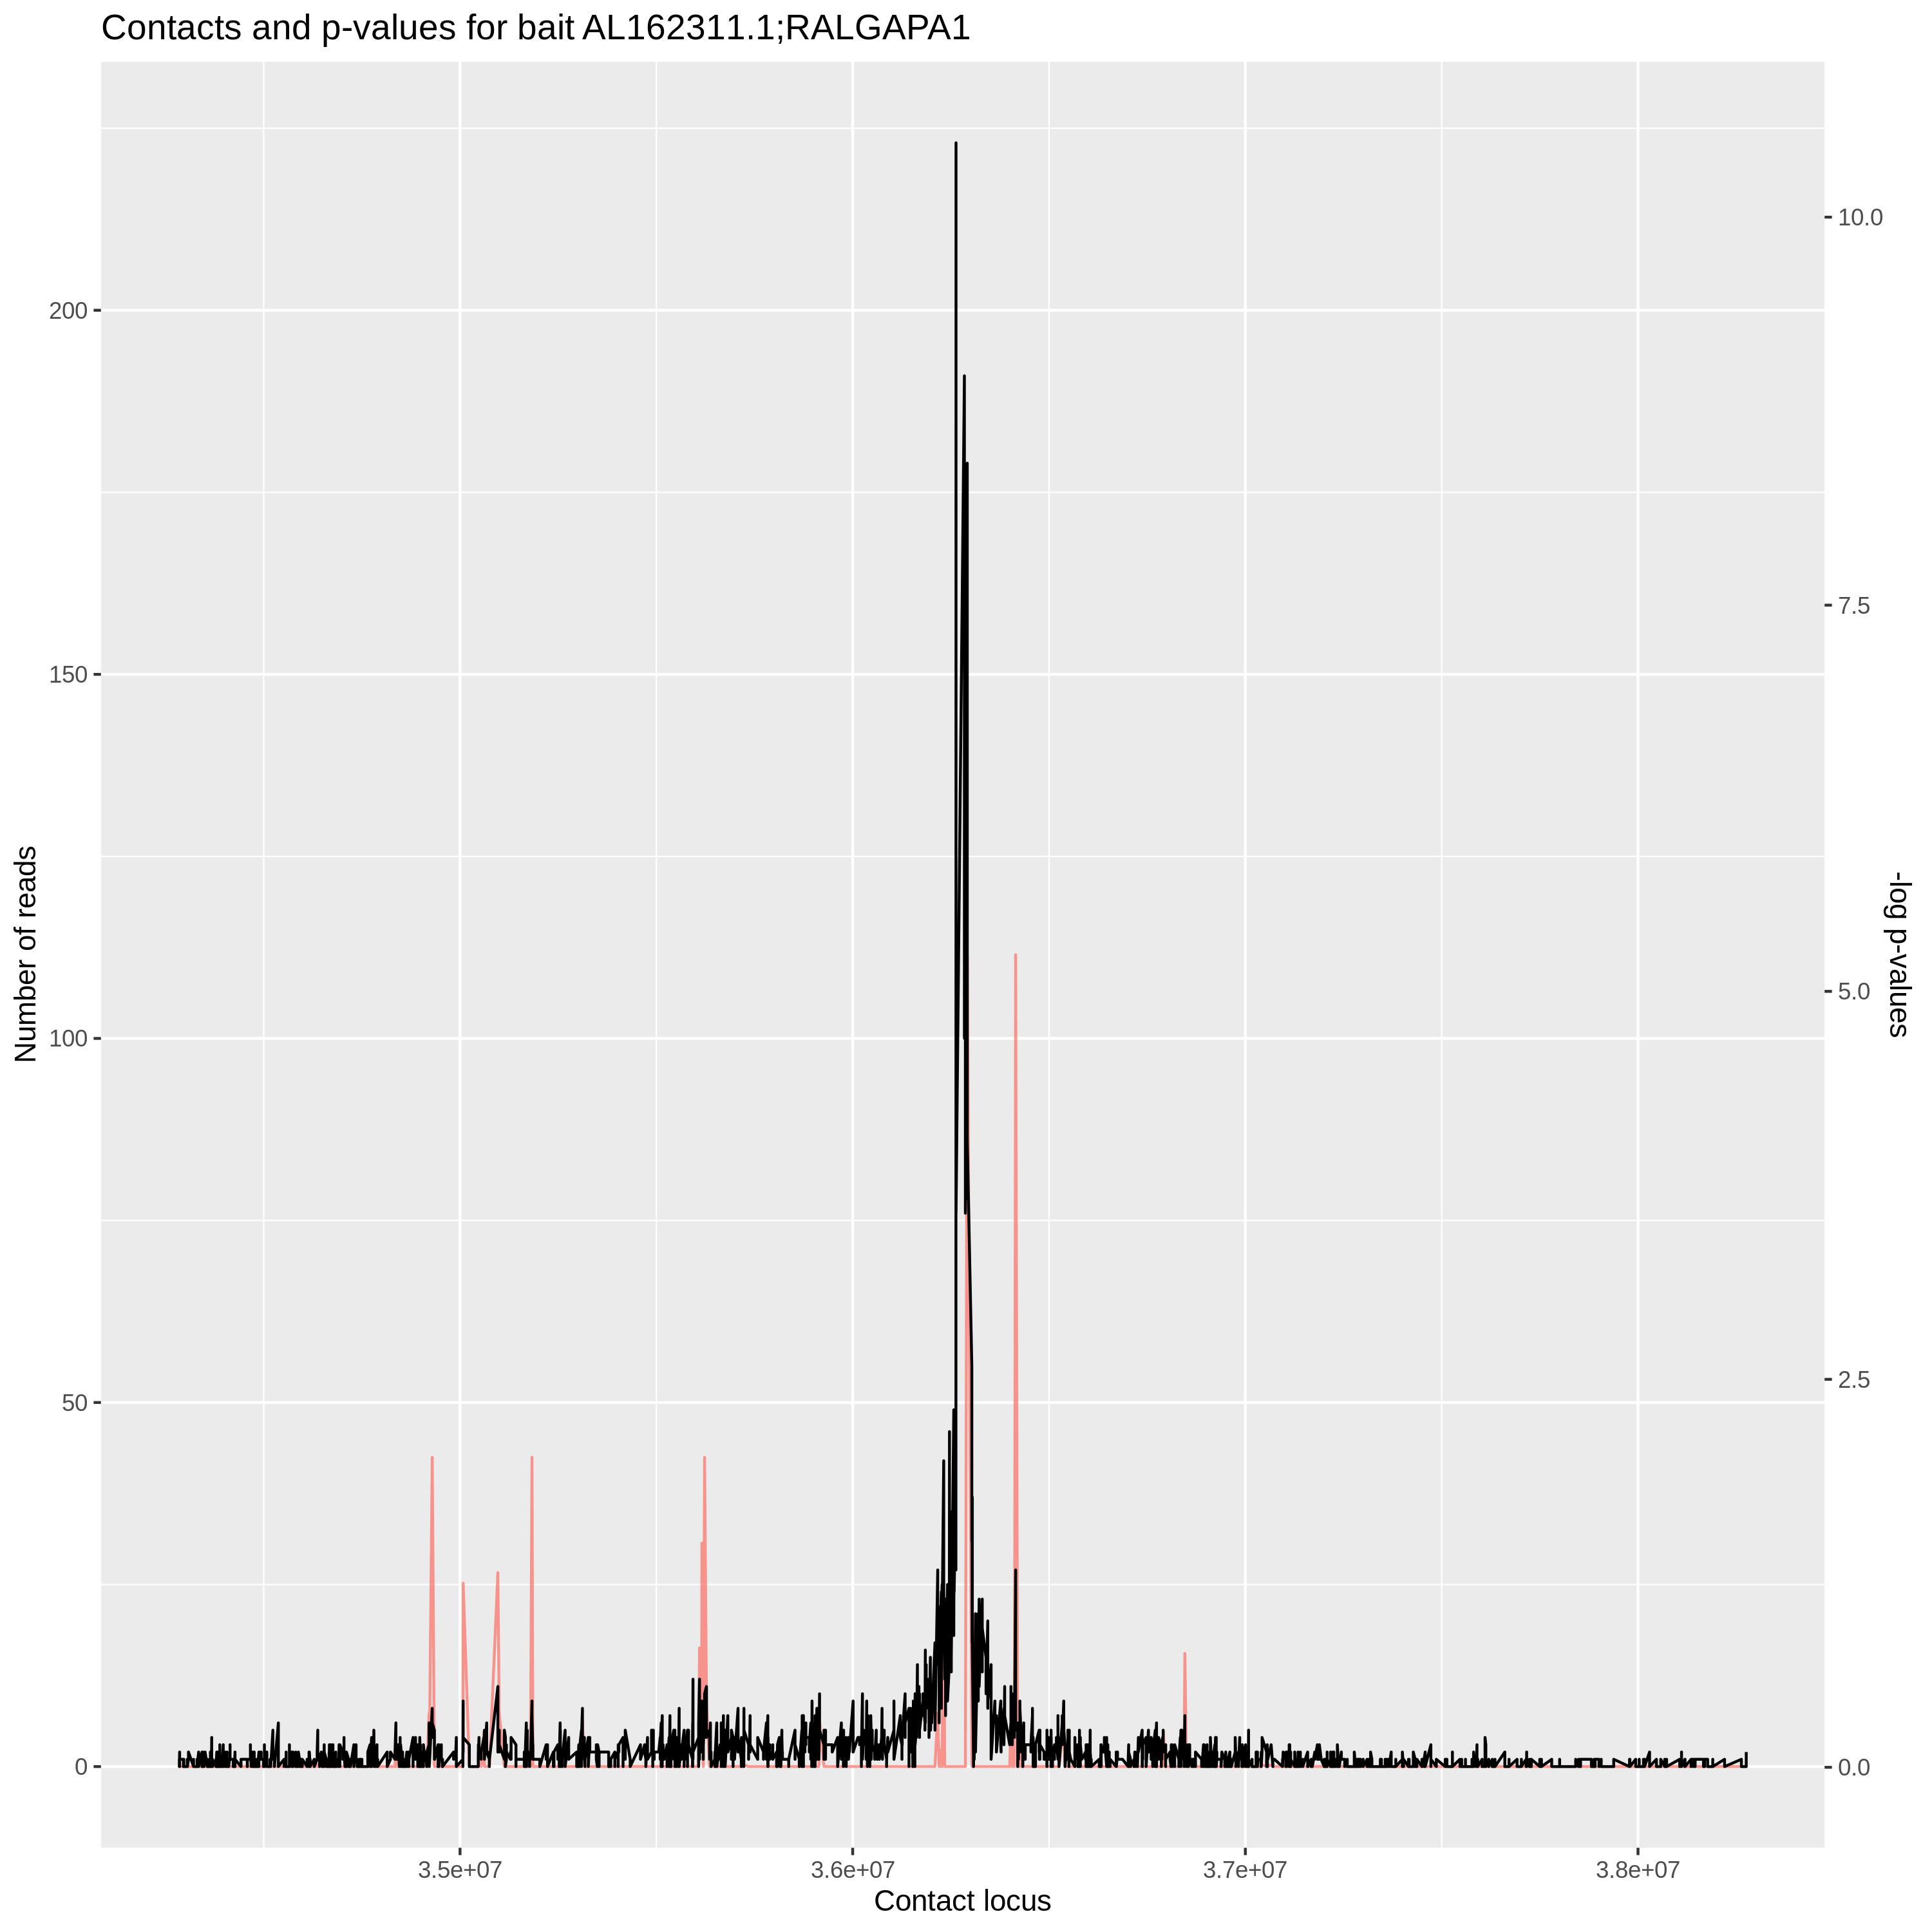 Contacts and p-values for bait AL162311.1;RALGAPA1
Number of reads
200
150
100
50
0
10.0
7.5
5.0
2.5
0.0
-log p-values
3.5e+07
3.6e+07
3.7e+07
3.8e+07
Contact locus